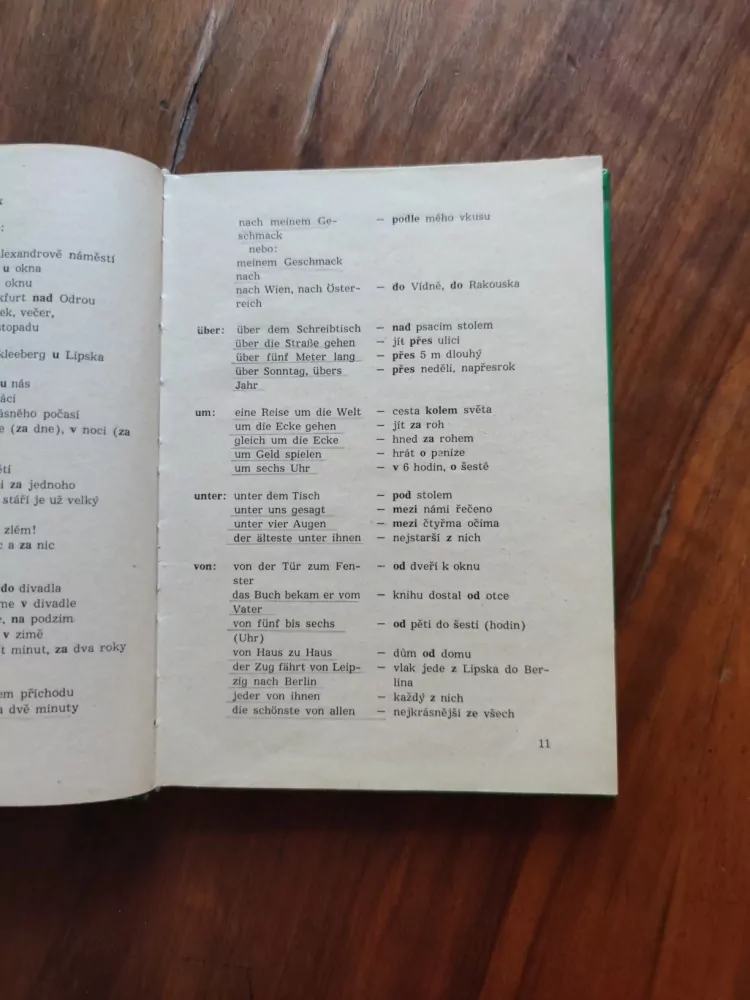 k
:
lexandrově náměstí
u okna
oknu
kfurt nad Odrou
ek, večer,
stopadu
kleeberg u Lipska
u nás
áci
ásného počasí
e (za dne), v noci (za
ětí
i za jednoho
stáří je už velký
zlém!
c a za nic
do divadla
me v divadle
r, na podzim
v zimě
t minut, za dva roky
em příchodu
a dvě minuty
nach meinem Ge- – podle mého vkusu
schmack
nebo:
meinem Geschmack
nach
nach Wien, nach Öster- – do Vídně, do Rakouska
reich
über: über dem Schreibtisch – nad psacím stolem
über die Straße gehen – jít přes ulici
über fünf Meter lang – přes 5 m dlouhý
über Sonntag, übers – přes neděli, napřesrok
Jahr
um: eine Reise um die Welt – cesta kolem světa
um die Ecke gehen – jít za roh
gleich um die Ecke – hned za rohem
um Geld spielen – hrát o peníze
um sechs Uhr – v 6 hodin, o šesté
unter: unter dem Tisch – pod stolem
unter uns gesagt – mezi námi řečeno
unter vier Augen – mezi čtyřma očima
der älteste unter ihnen – nejstarší z nich
von: von der Tür zum Fen- – od dveří k oknu
ster
das Buch bekam er vom – knihu dostal od otce
Vater
von fünf bis sechs – od pěti do šesti (hodin)
(Uhr)
von Haus zu Haus – dům od domu
der Zug fährt von Leip- – vlak jede z Lipska do Ber-
zig nach Berlin lína
jeder von ihnen – každý z nich
die schönste von allen – nejkrásnější ze všech
11